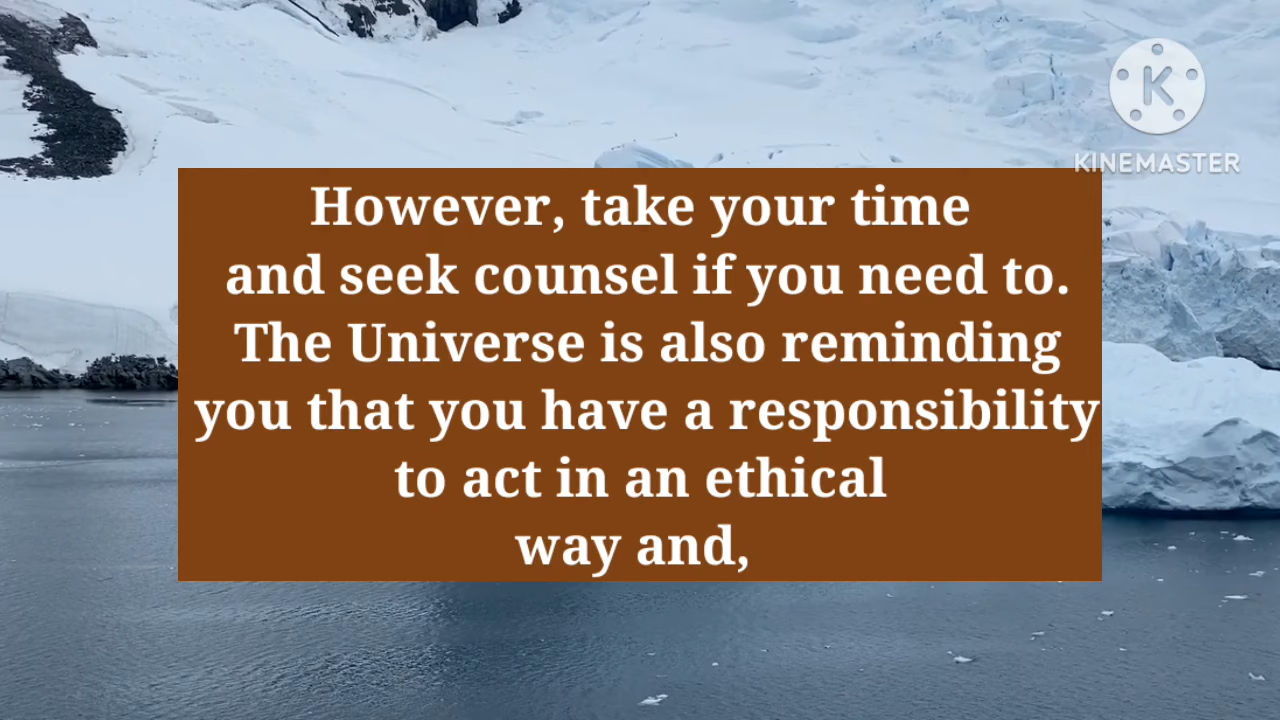 K
KINEMASTER
However, take your time
and seek counsel if you need to.
The Universe is also reminding
you that you have a responsibility
to act in an ethical
way and,